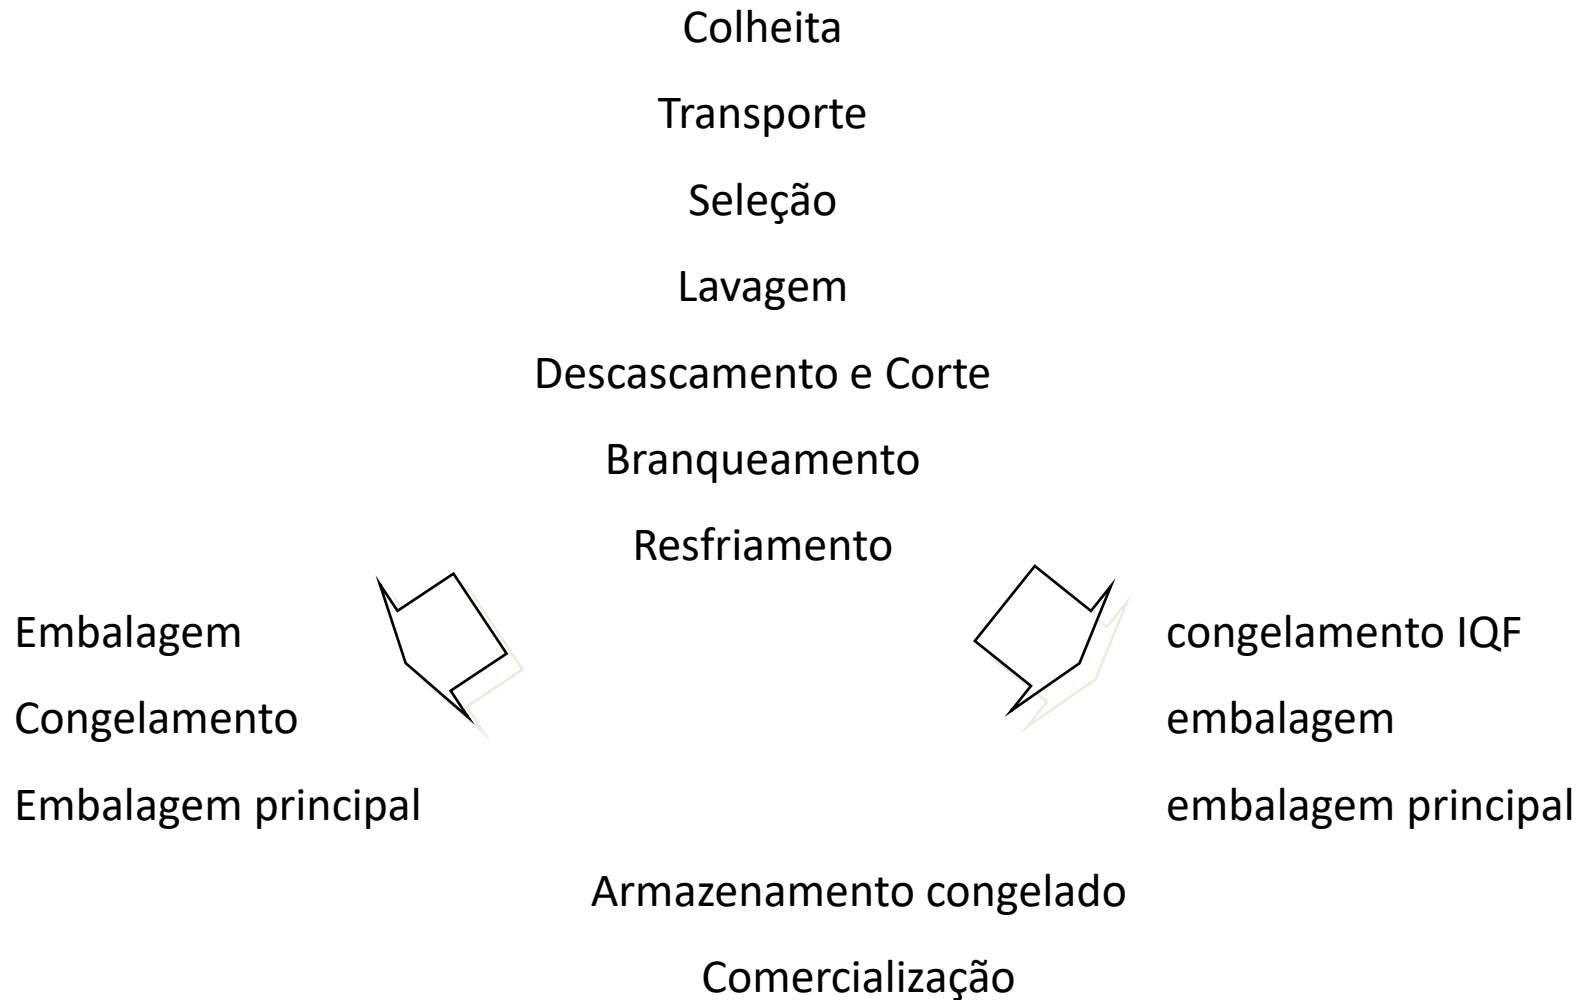 Colheita
Transporte
Seleção
Lavagem
Descascamento e Corte
Branqueamento
Resfriamento
Embalagem
Congelamento
Embalagem principal
congelamento IQF
embalagem
embalagem principal
Armazenamento congelado
Comercialização